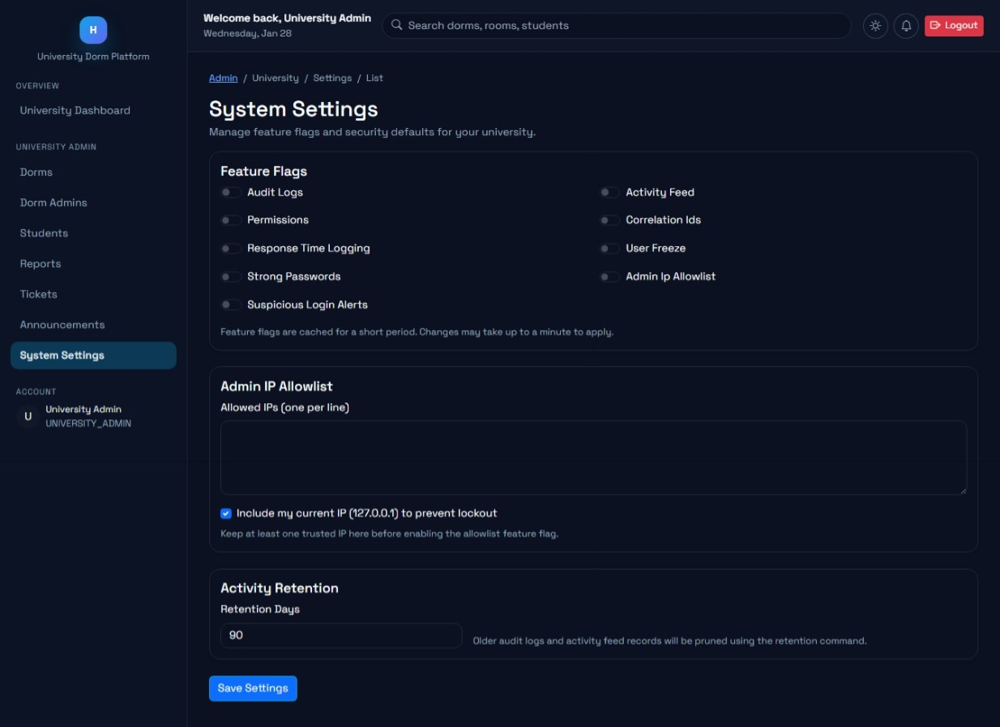 H
University Dorm Platform
OVERVIEW
University Dashboard
UNIVERSITY ADMIN
Dorms
Dorm Admins
Students
Reports
Tickets
Announcements
System Settings
ACCOUNT
U
University Admin
UNIVERSITY_ADMIN
Welcome back, University Admin
Wednesday, Jan 28
Search dorms, rooms, students
Logout
Admin / University / Settings / List
System Settings
Manage feature flags and security defaults for your university.
Feature Flags
Audit Logs
Activity Feed
Permissions
Correlation Ids
Response Time Logging
User Freeze
Strong Passwords
Admin Ip Allowlist
Suspicious Login Alerts
Feature flags are cached for a short period. Changes may take up to a minute to apply.
Admin IP Allowlist
Allowed IPs (one per line)
Include my current IP (127.0.0.1) to prevent lockout
Keep at least one trusted IP here before enabling the allowlist feature flag.
Activity Retention
Retention Days
90
Older audit logs and activity feed records will be pruned using the retention command.
Save Settings